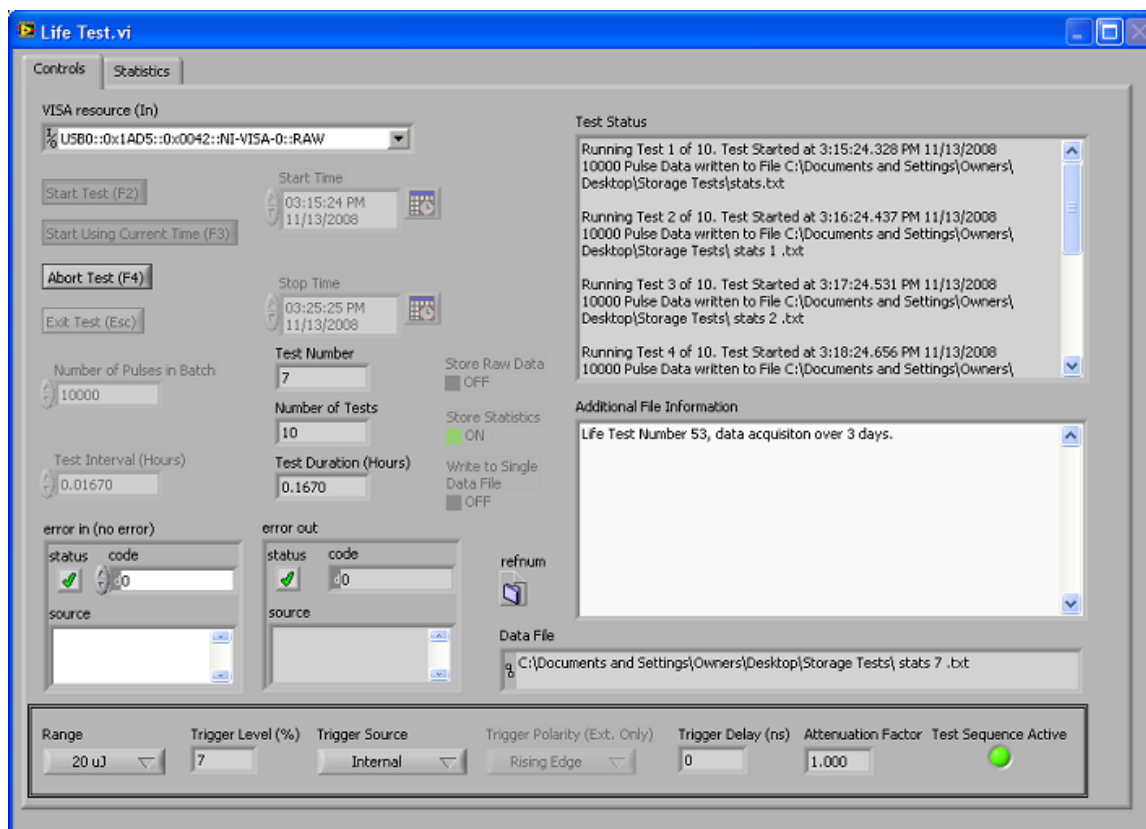 Life Test.vi
Controls
Statistics
VISA resource (In)
USB0::0x1AD5::0x0042::NI-VISA-0::RAW
Start Test (F2)
Start Using Current Time (F3)
Abort Test (F4)
Exit Test (Esc)
Start Time
03:15:24 PM
11/13/2008
Stop Time
03:25:25 PM
11/13/2008
Number of Pulses in Batch
10000
Test Interval (Hours)
0.01670
Test Number
7
Number of Tests
10
Test Duration (Hours)
0.1670
Store Raw Data
OFF
Store Statistics
ON
Write to Single
Data File
OFF
Test Status
Running Test 1 of 10. Test Started at 3:15:24.328 PM 11/13/2008
10000 Pulse Data written to File C:\Documents and Settings\Owners\
Desktop\Storage Tests\stats.txt
Running Test 2 of 10. Test Started at 3:16:24.437 PM 11/13/2008
10000 Pulse Data written to File C:\Documents and Settings\Owners\
Desktop\Storage Tests\ stats 1 .txt
Running Test 3 of 10. Test Started at 3:17:24.531 PM 11/13/2008
10000 Pulse Data written to File C:\Documents and Settings\Owners\
Desktop\Storage Tests\ stats 2 .txt
Running Test 4 of 10. Test Started at 3:18:24.656 PM 11/13/2008
10000 Pulse Data written to File C:\Documents and Settings\Owners\
Additional File Information
Life Test Number 53, data acquisiton over 3 days.
error in (no error)
status
code
d0
source
error out
status
code
d0
source
refnum
Data File
C:\Documents and Settings\Owners\Desktop\Storage Tests\ stats 7 .txt
Range
20 uJ
Trigger Level (%)
7
Trigger Source
Internal
Trigger Polarity (Ext. Only)
Rising Edge
Trigger Delay (ns)
0
Attenuation Factor
1.000
Test Sequence Active